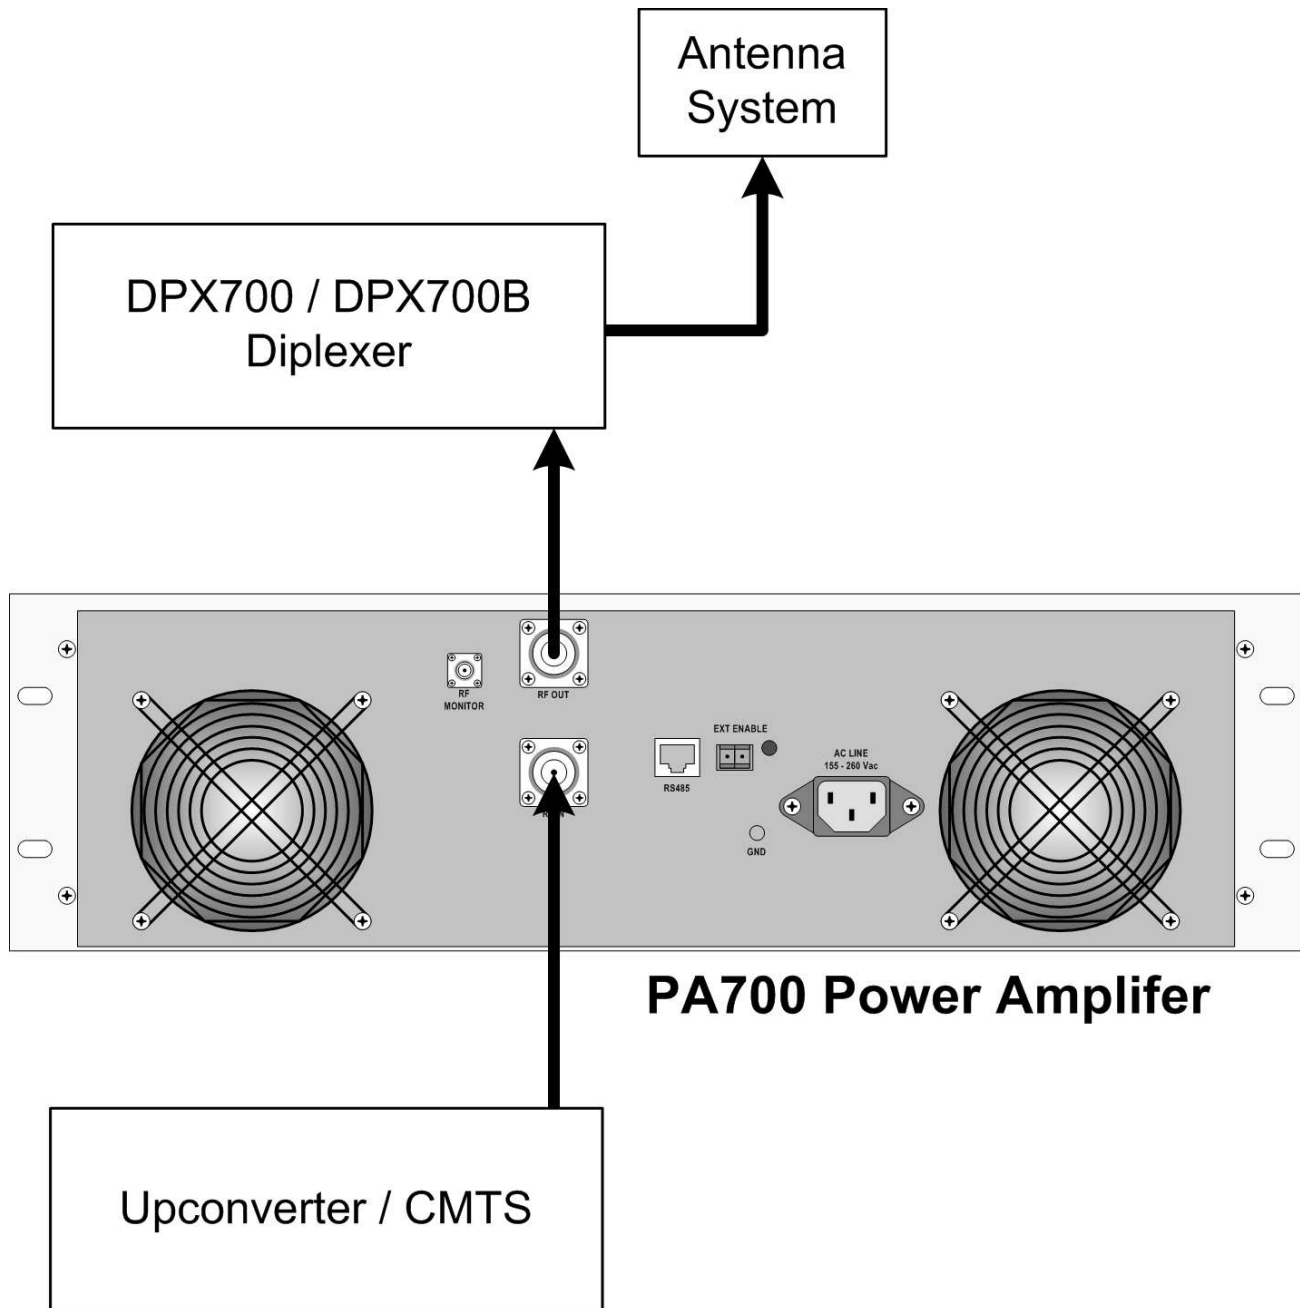 Antenna
System
DPX700 / DPX700B
Diplexer
RF
MONITOR
RF OUT
EXT ENABLE
RS485
AC LINE
155 - 260 Vac
GND
PA700 Power Amplifer
Upconverter / CMTS